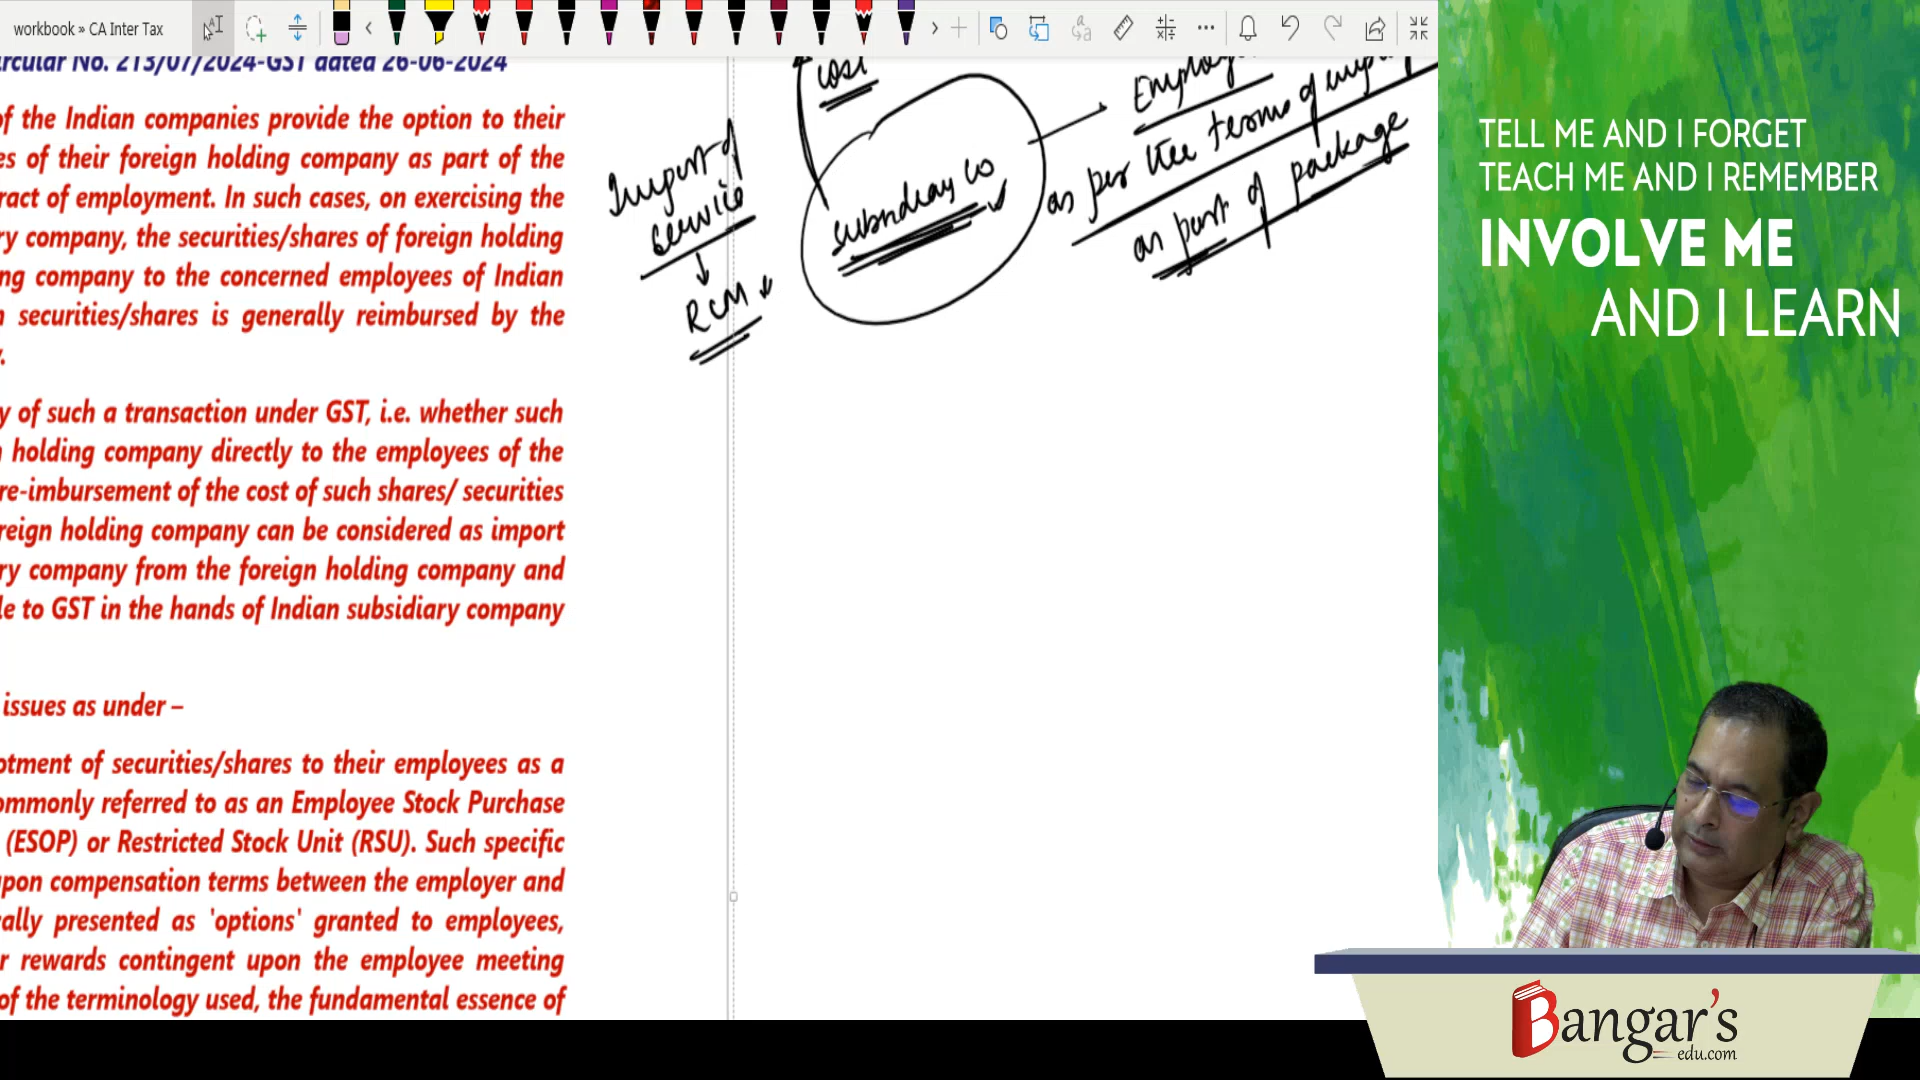 workbook » CA Inter Tax
ircular No. 213/07/2024-GST dated 26-06-2024
of the Indian companies provide the option to their
es of their foreign holding company as part of the
ract of employment. In such cases, on exercising the
ry company, the securities/shares of foreign holding
ng company to the concerned employees of Indian
n securities/shares is generally reimbursed by the
y.
y of such a transaction under GST, i.e. whether such
n holding company directly to the employees of the
re-imbursement of the cost of such shares/ securities
reign holding company can be considered as import
ry company from the foreign holding company and
le to GST in the hands of Indian subsidiary company
issues as under –
otment of securities/shares to their employees as a
ommonly referred to as an Employee Stock Purchase
(ESOP) or Restricted Stock Unit (RSU). Such specific
upon compensation terms between the employer and
cally presented as 'options' granted to employees,
r rewards contingent upon the employee meeting
of the terminology used, the fundamental essence of
cost
Import of
service
RCM
subsidiary co
Employ
as per the terms of employ
as part of package
TELL ME AND I FORGET
TEACH ME AND I REMEMBER
INVOLVE ME
AND I LEARN
Bangar's
edu.com